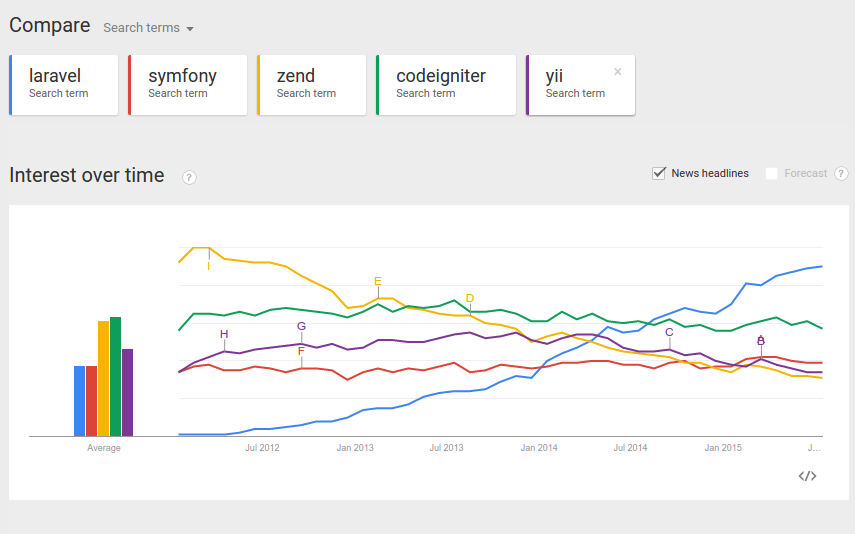 Compare Search terms
laravel symfony zend codeigniter yii ×
Search term Search term Search term Search term Search term
Interest over time ? News headlines Forecast ?
I
E
D
H
G
F
C
B
Average Jul 2012 Jan 2013 Jul 2013 Jan 2014 Jul 2014 Jan 2015 J...
</>